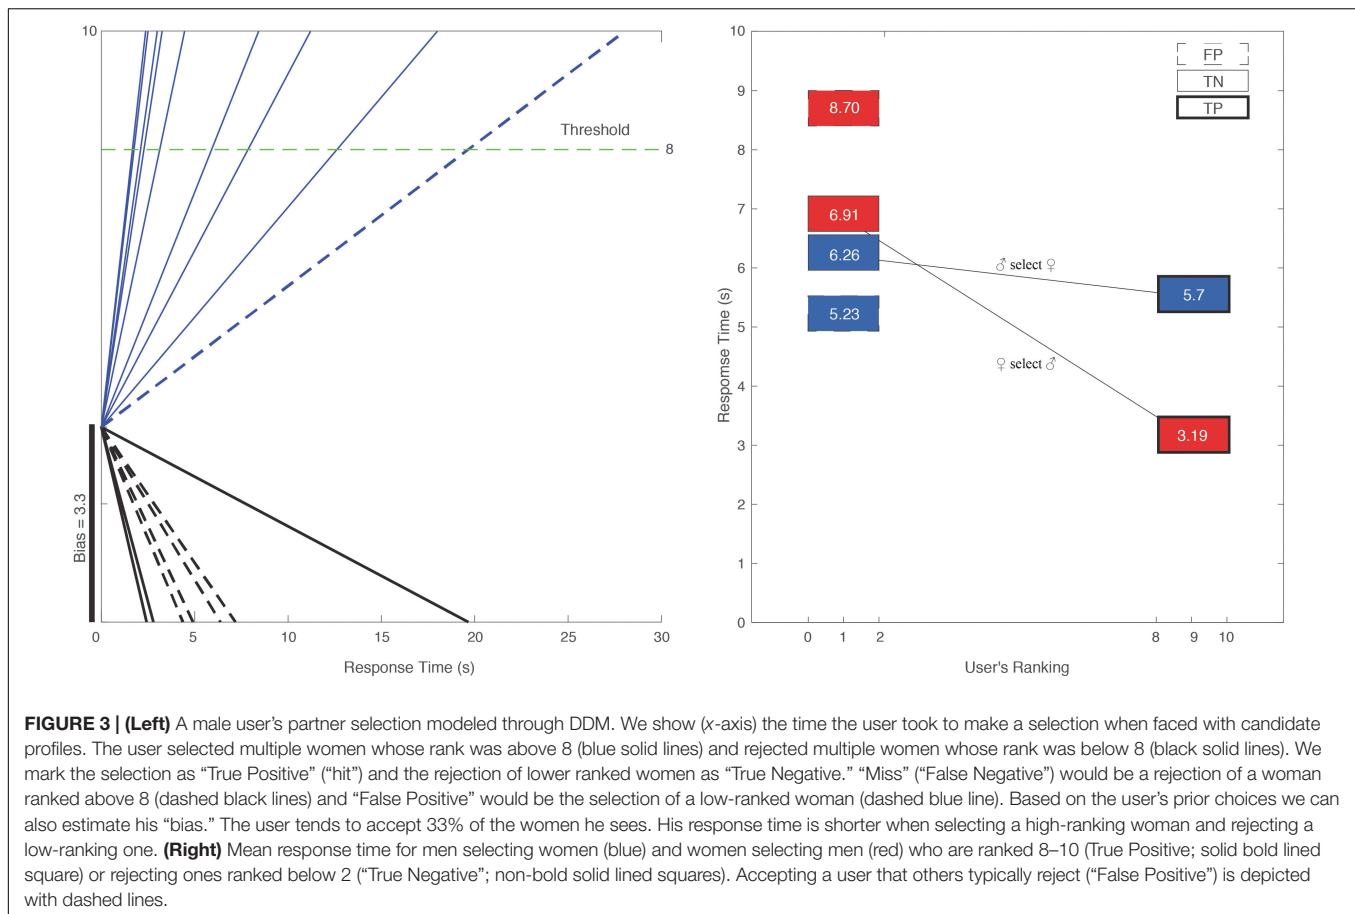 10
Threshold
8
Bias = 3.3
0 5 10 15 20 25 30
Response Time (s)
10
9
8
7
6
5
4
3
2
1
0
Respomse Time (s)
FP
TN
TP
8.70
6.91
6.26
5.23
♂ select ♀
5.7
♀ select ♂
3.19
0 1 2 8 9 10
User's Ranking
FIGURE 3 | (Left) A male user's partner selection modeled through DDM. We show (x-axis) the time the user took to make a selection when faced with candidate
profiles. The user selected multiple women whose rank was above 8 (blue solid lines) and rejected multiple women whose rank was below 8 (black solid lines). We
mark the selection as “True Positive” (“hit”) and the rejection of lower ranked women as “True Negative.” “Miss” (“False Negative”) would be a rejection of a woman
ranked above 8 (dashed black lines) and “False Positive” would be the selection of a low-ranked woman (dashed blue line). Based on the user's prior choices we can
also estimate his “bias.” The user tends to accept 33% of the women he sees. His response time is shorter when selecting a high-ranking woman and rejecting a
low-ranking one. (Right) Mean response time for men selecting women (blue) and women selecting men (red) who are ranked 8–10 (True Positive; solid bold lined
square) or rejecting ones ranked below 2 (“True Negative”; non-bold solid lined squares). Accepting a user that others typically reject (“False Positive”) is depicted
with dashed lines.